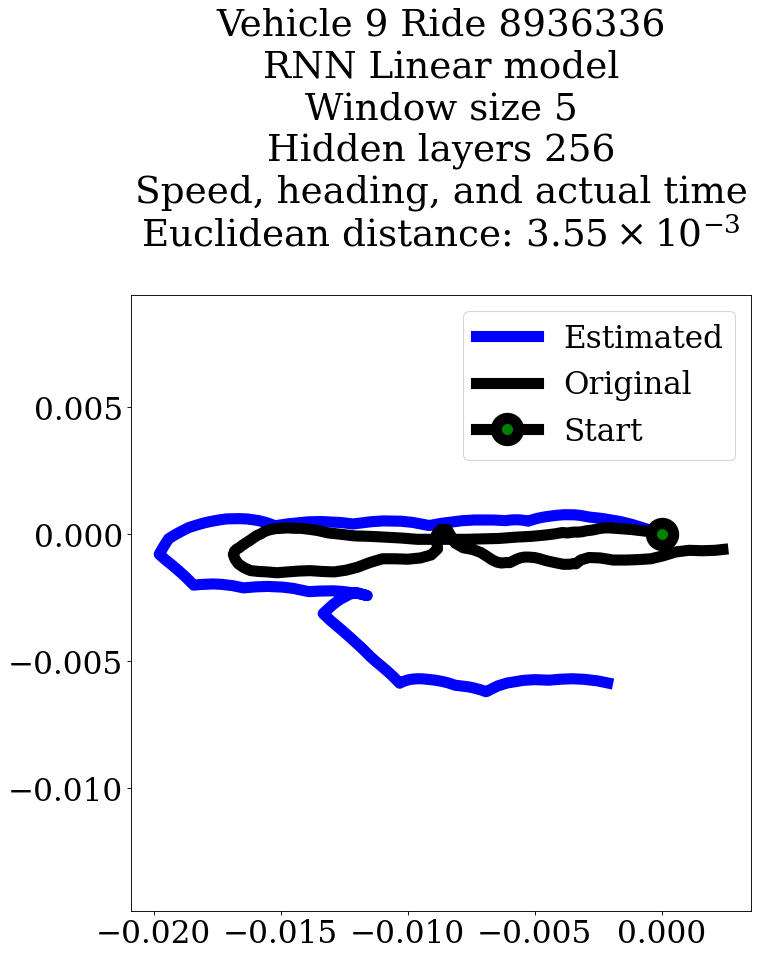 Vehicle 9 Ride 8936336
RNN Linear model
Window size 5
Hidden layers 256
Speed, heading, and actual time
Euclidean distance: 3.55 × 10⁻³
Estimated
Original
Start
0.005
0.000
−0.005
−0.010
−0.020 −0.015 −0.010 −0.005 0.000